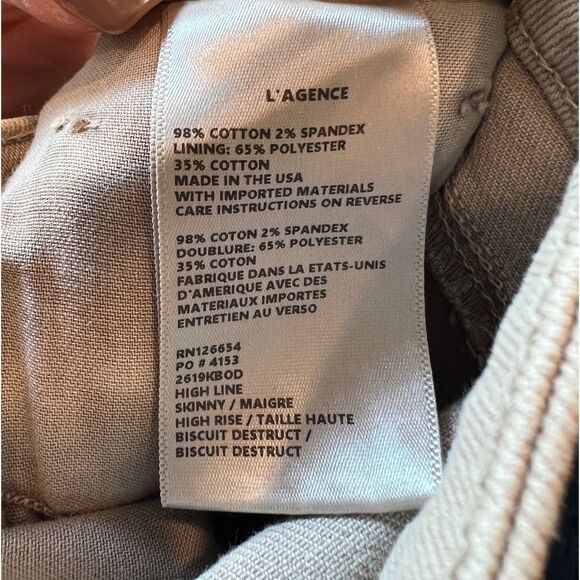 L'AGENCE
98% COTTON 2% SPANDEX
LINING: 65% POLYESTER
35% COTTON
MADE IN THE USA
WITH IMPORTED MATERIALS
CARE INSTRUCTIONS ON REVERSE
98% COTON 2% SPANDEX
DOUBLURE: 65% POLYESTER
35% COTON
FABRIQUE DANS LA ETATS-UNIS
D'AMERIQUE AVEC DES
MATERIAUX IMPORTES
ENTRETIEN AU VERSO
RN126654
PO # 4153
2619KBOD
HIGH LINE
SKINNY / MAIGRE
HIGH RISE / TAILLE HAUTE
BISCUIT DESTRUCT /
BISCUIT DESTRUCT